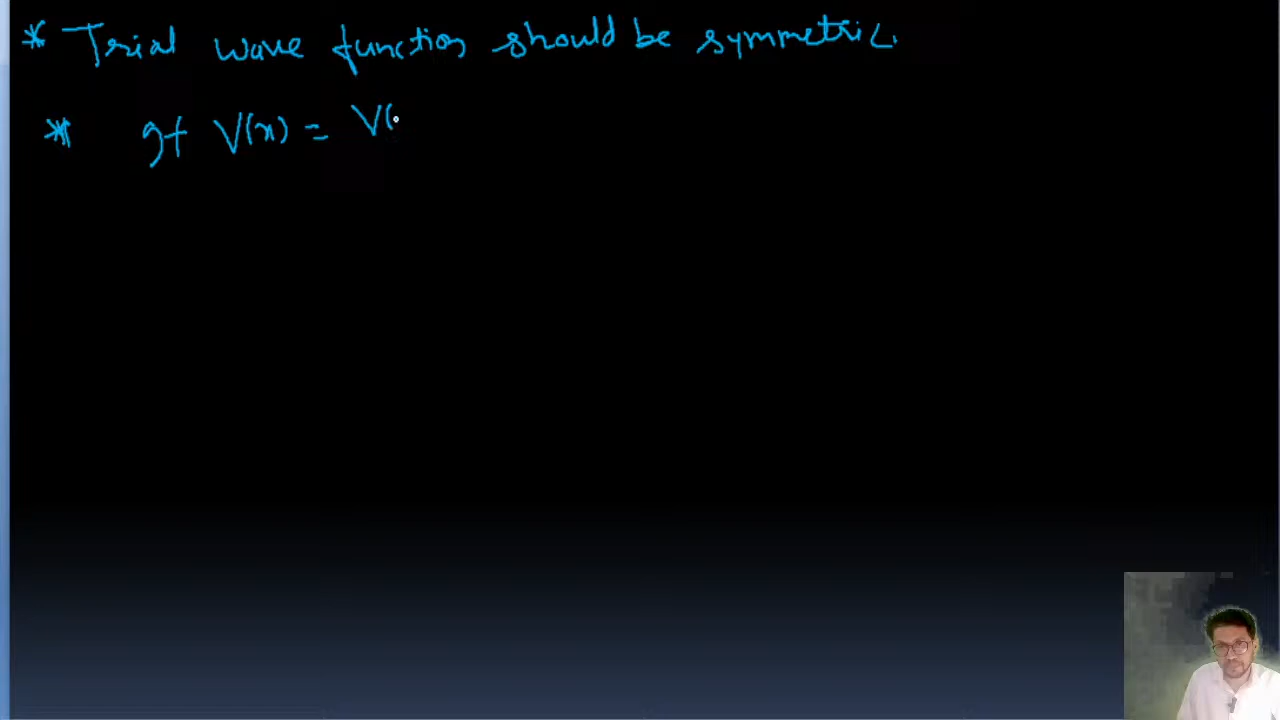 * Trial wave function should be symmetric.
* If V(x) = V(